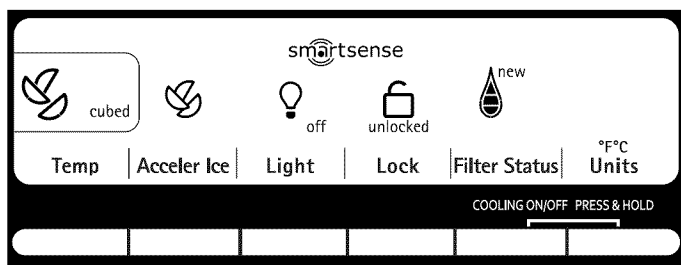 smartsense
new
cubed
off
unlocked
°F°C
Temp Acceler Ice Light Lock Filter Status Units
COOLING ON/OFF PRESS & HOLD